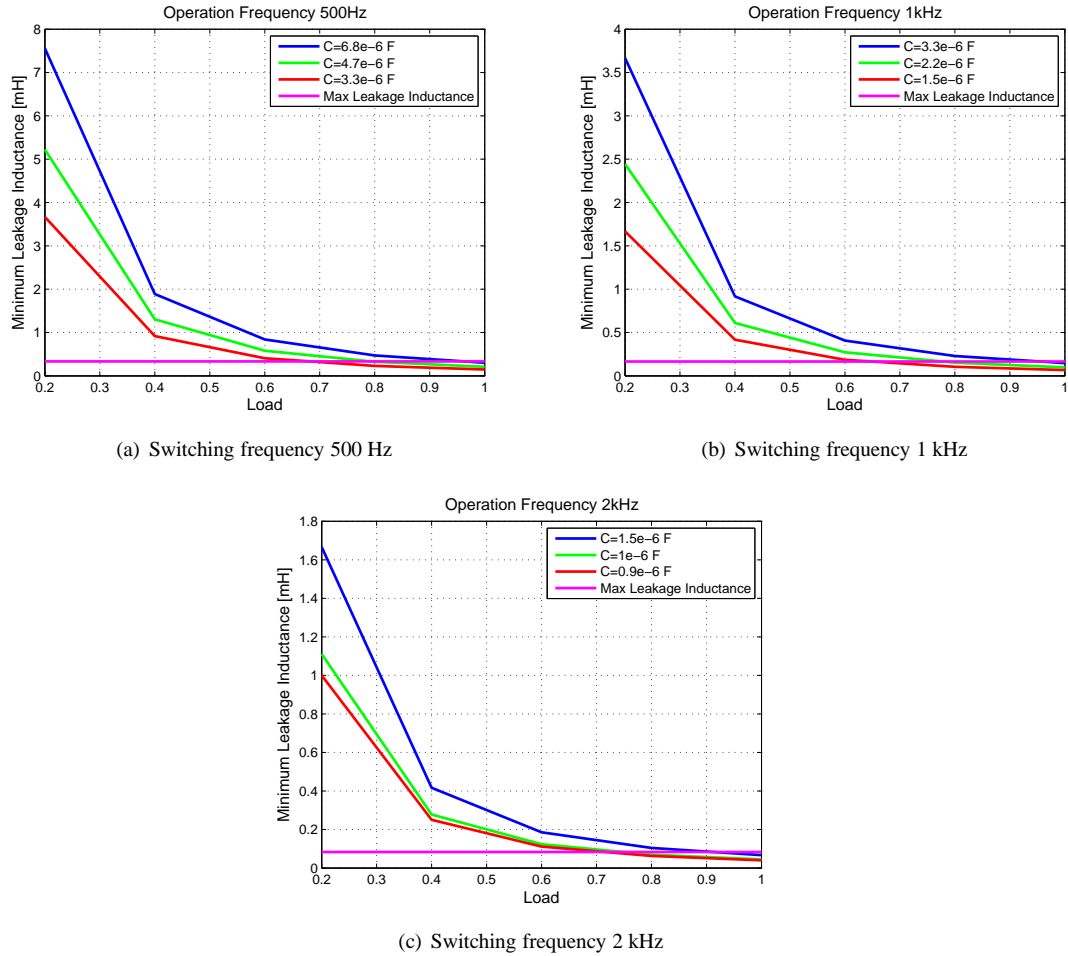 Operation Frequency 500Hz
8
7
6
5
4
3
2
1
0
Minimum Leakage Inductance [mH]
C=6.8e−6 F
C=4.7e−6 F
C=3.3e−6 F
Max Leakage Inductance
0.2 0.3 0.4 0.5 0.6 0.7 0.8 0.9 1
Load
(a) Switching frequency 500 Hz
Operation Frequency 1kHz
4
3.5
3
2.5
2
1.5
1
0.5
0
Minimum Leakage Inductance [mH]
C=3.3e−6 F
C=2.2e−6 F
C=1.5e−6 F
Max Leakage Inductance
0.2 0.3 0.4 0.5 0.6 0.7 0.8 0.9 1
Load
(b) Switching frequency 1 kHz
Operation Frequency 2kHz
1.8
1.6
1.4
1.2
1
0.8
0.6
0.4
0.2
0
Minimum Leakage Inductance [mH]
C=1.5e−6 F
C=1e−6 F
C=0.9e−6 F
Max Leakage Inductance
0.2 0.3 0.4 0.5 0.6 0.7 0.8 0.9 1
Load
(c) Switching frequency 2 kHz